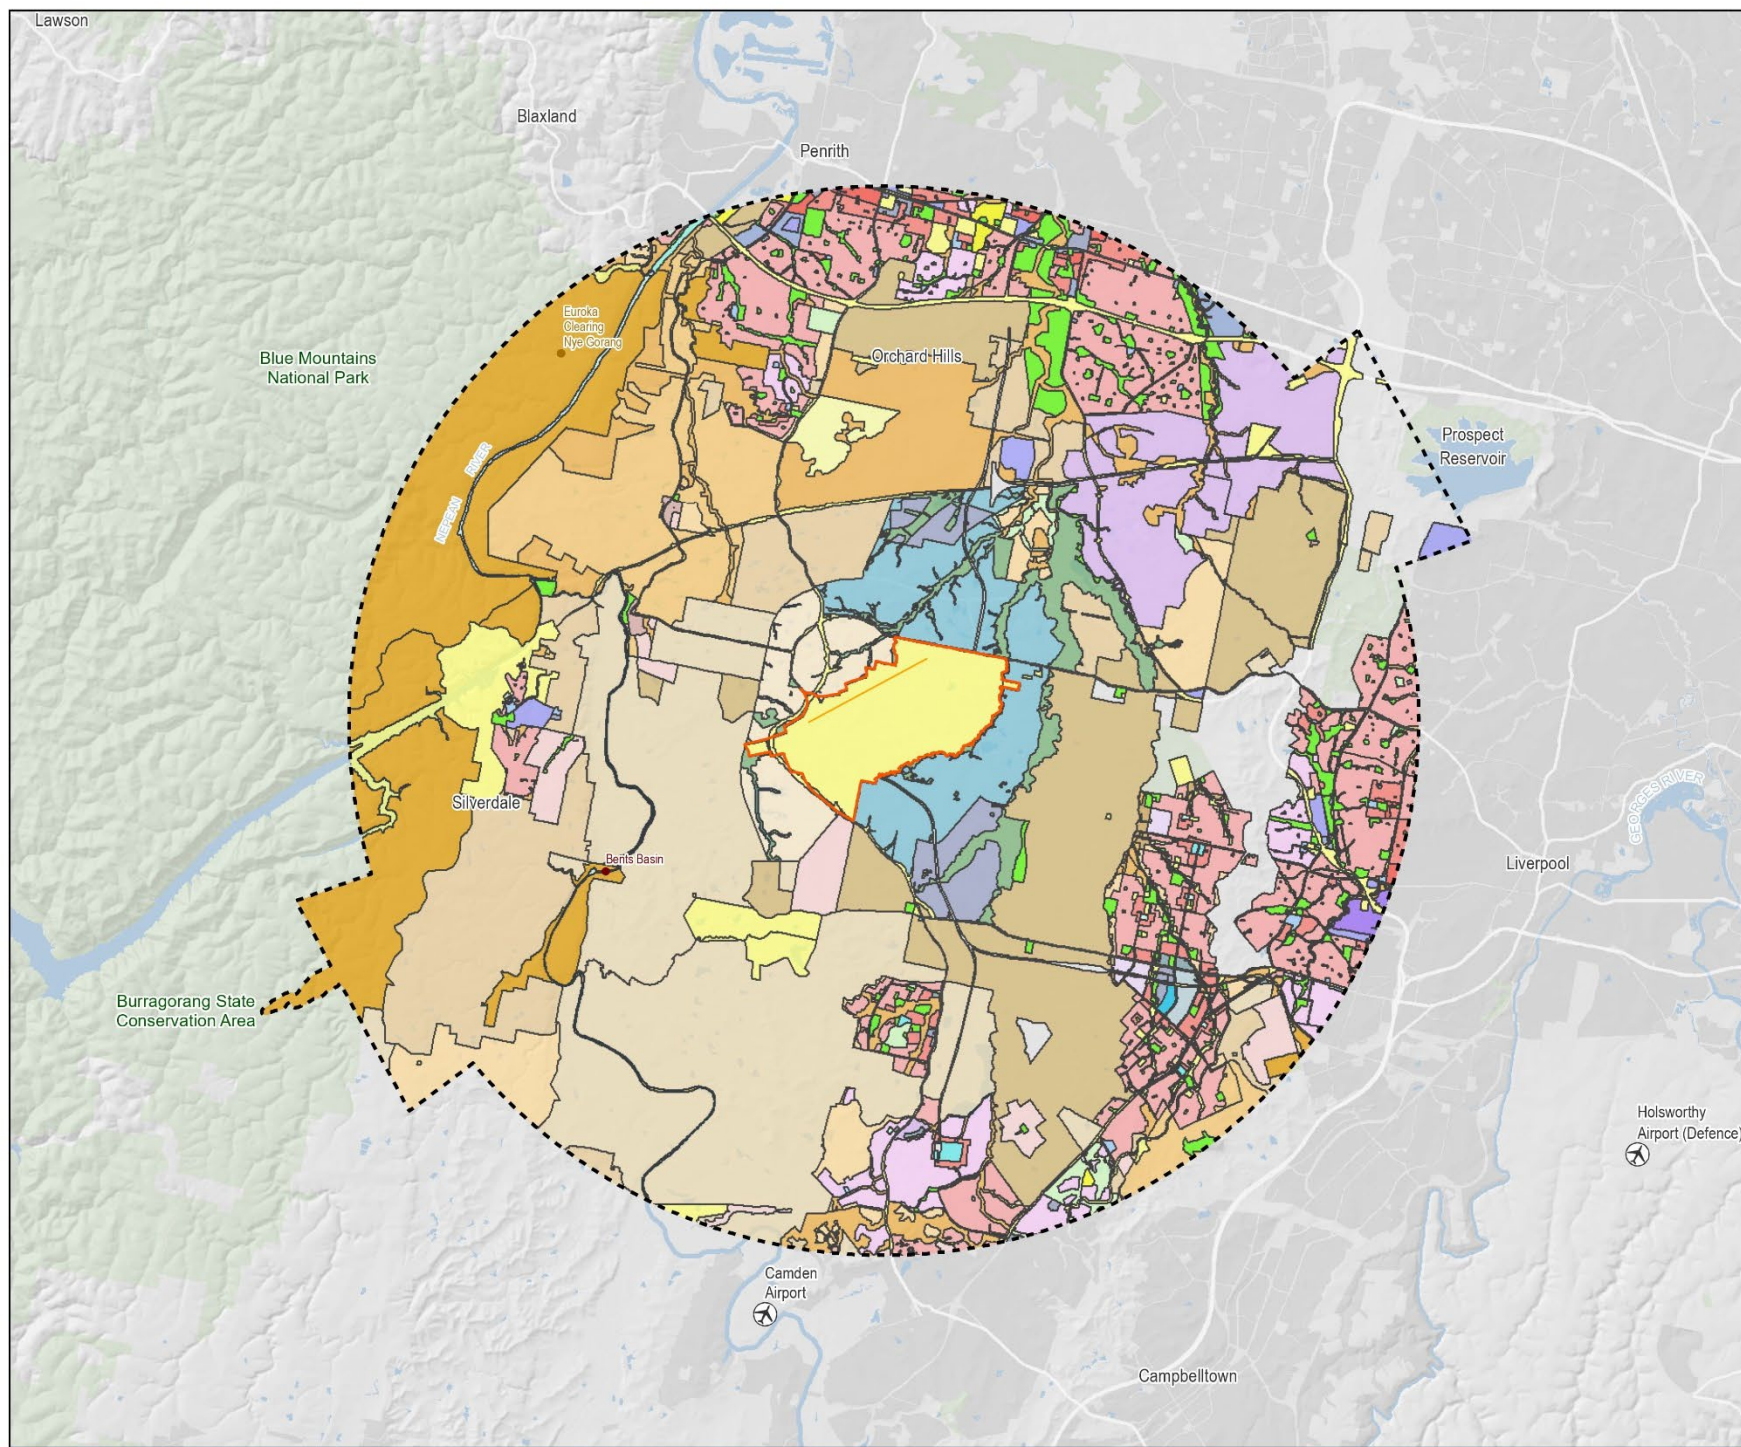 Lawson
Blaxland
Penrith
Euroka
Clearing
Nye Gorang
Blue Mountains
National Park
Orchard Hills
Prospect
Reservoir
NEPEAN RIVER
Silverdale
GEORGES RIVER
Bents Basin
Liverpool
Burragorang State
Conservation Area
Holsworthy
Airport (Defence)
Camden
Airport
Campbelltown